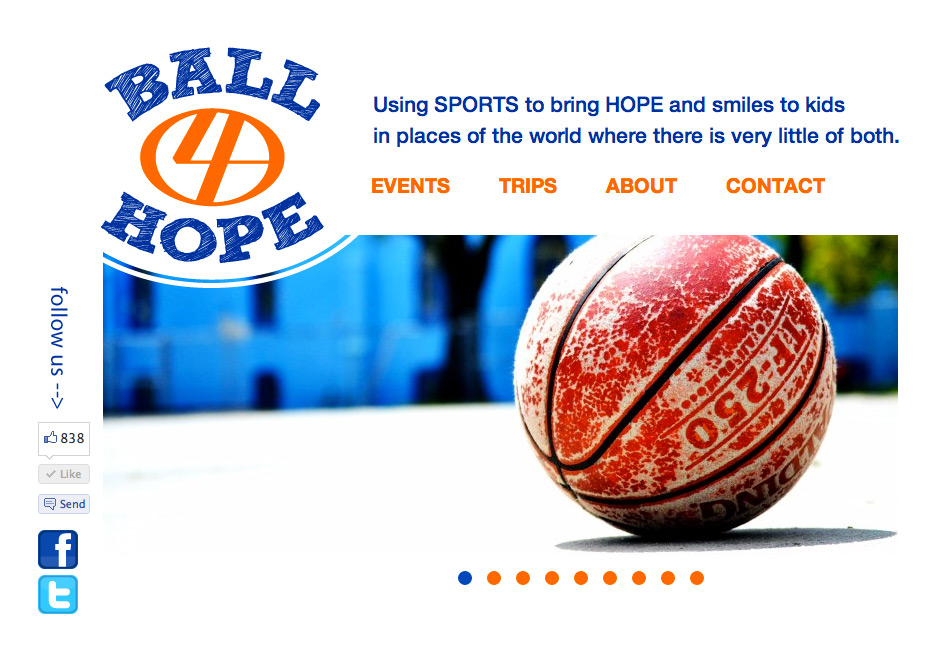 BALL
4
HOPE
Using SPORTS to bring HOPE and smiles to kids
in places of the world where there is very little of both.
EVENTS TRIPS ABOUT CONTACT
follow us -->
838
Like
Send
f
t
TF-250